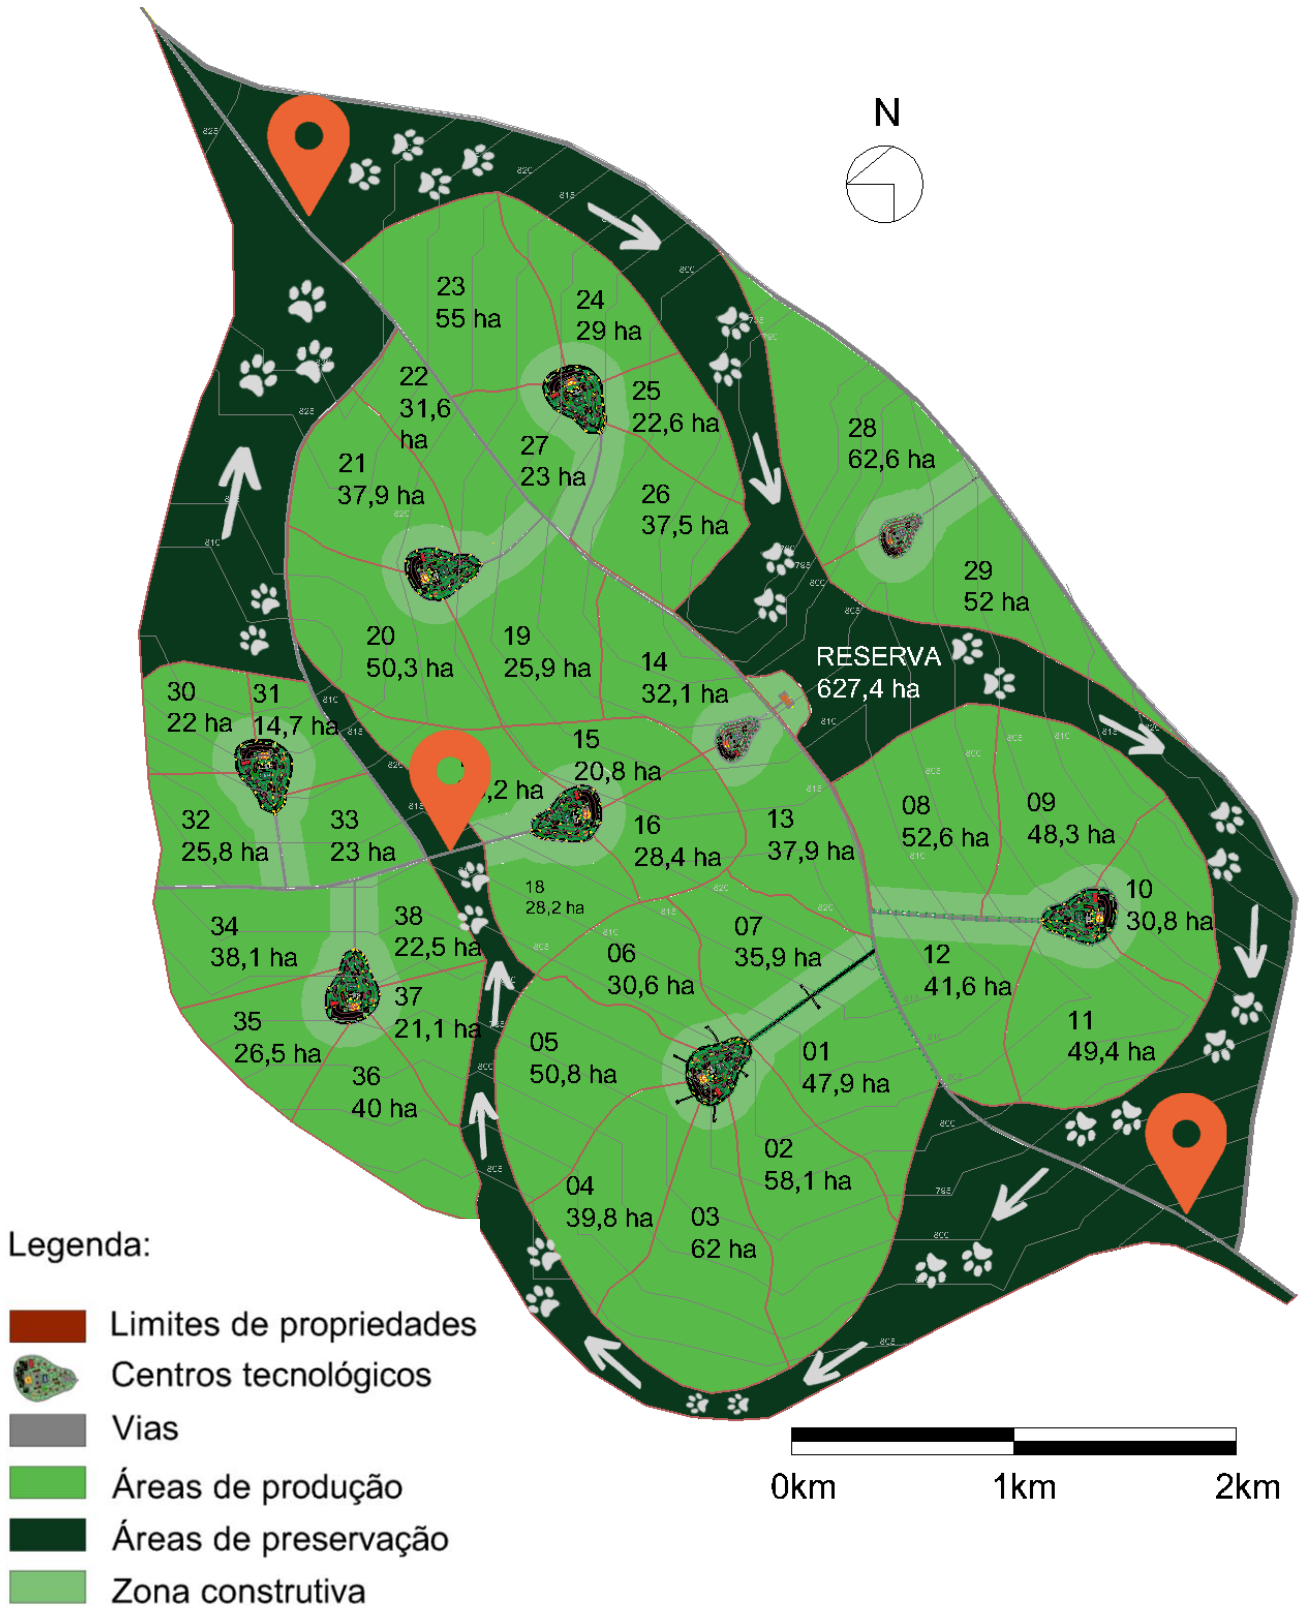 N
23
55 ha
24
29 ha
22
31,6
ha
25
22,6 ha
28
62,6 ha
27
23 ha
21
37,9 ha
26
37,5 ha
29
52 ha
20
50,3 ha
19
25,9 ha
14
32,1 ha
RESERVA
627,4 ha
30
22 ha
31
14,7 ha
15
20,8 ha
,2 ha
32
25,8 ha
33
23 ha
16
28,4 ha
13
37,9 ha
08
52,6 ha
09
48,3 ha
18
28,2 ha
10
30,8 ha
34
38,1 ha
38
22,5 ha
06
30,6 ha
07
35,9 ha
12
41,6 ha
37
21,1 ha
35
26,5 ha
05
50,8 ha
01
47,9 ha
11
49,4 ha
36
40 ha
02
58,1 ha
04
39,8 ha
03
62 ha
Legenda:
Limites de propriedades
Centros tecnológicos
Vias
Áreas de produção
Áreas de preservação
Zona construtiva
0km
1km
2km